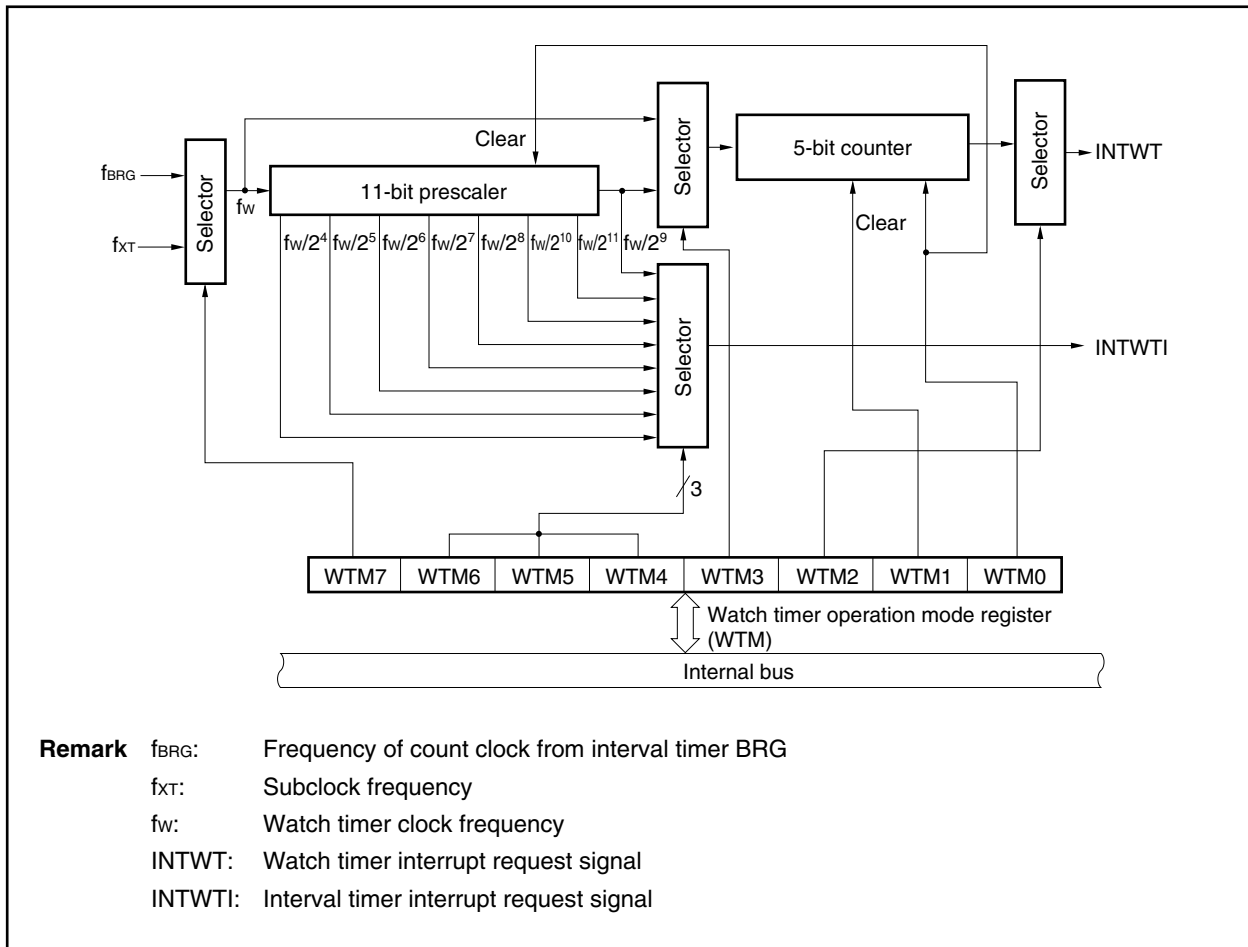 Clear
Selector
Selector
5-bit counter
Selector
INTWT
fBRG
fXT
Selector
fW
11-bit prescaler
Clear
fW/2⁴ fW/2⁵ fW/2⁶ fW/2⁷ fW/2⁸ fW/2¹⁰ fW/2¹¹ fW/2⁹
Selector
INTWTI
3
WTM7 WTM6 WTM5 WTM4 WTM3 WTM2 WTM1 WTM0
Watch timer operation mode register
(WTM)
Internal bus
Remark fBRG: Frequency of count clock from interval timer BRG
fXT: Subclock frequency
fW: Watch timer clock frequency
INTWT: Watch timer interrupt request signal
INTWTI: Interval timer interrupt request signal